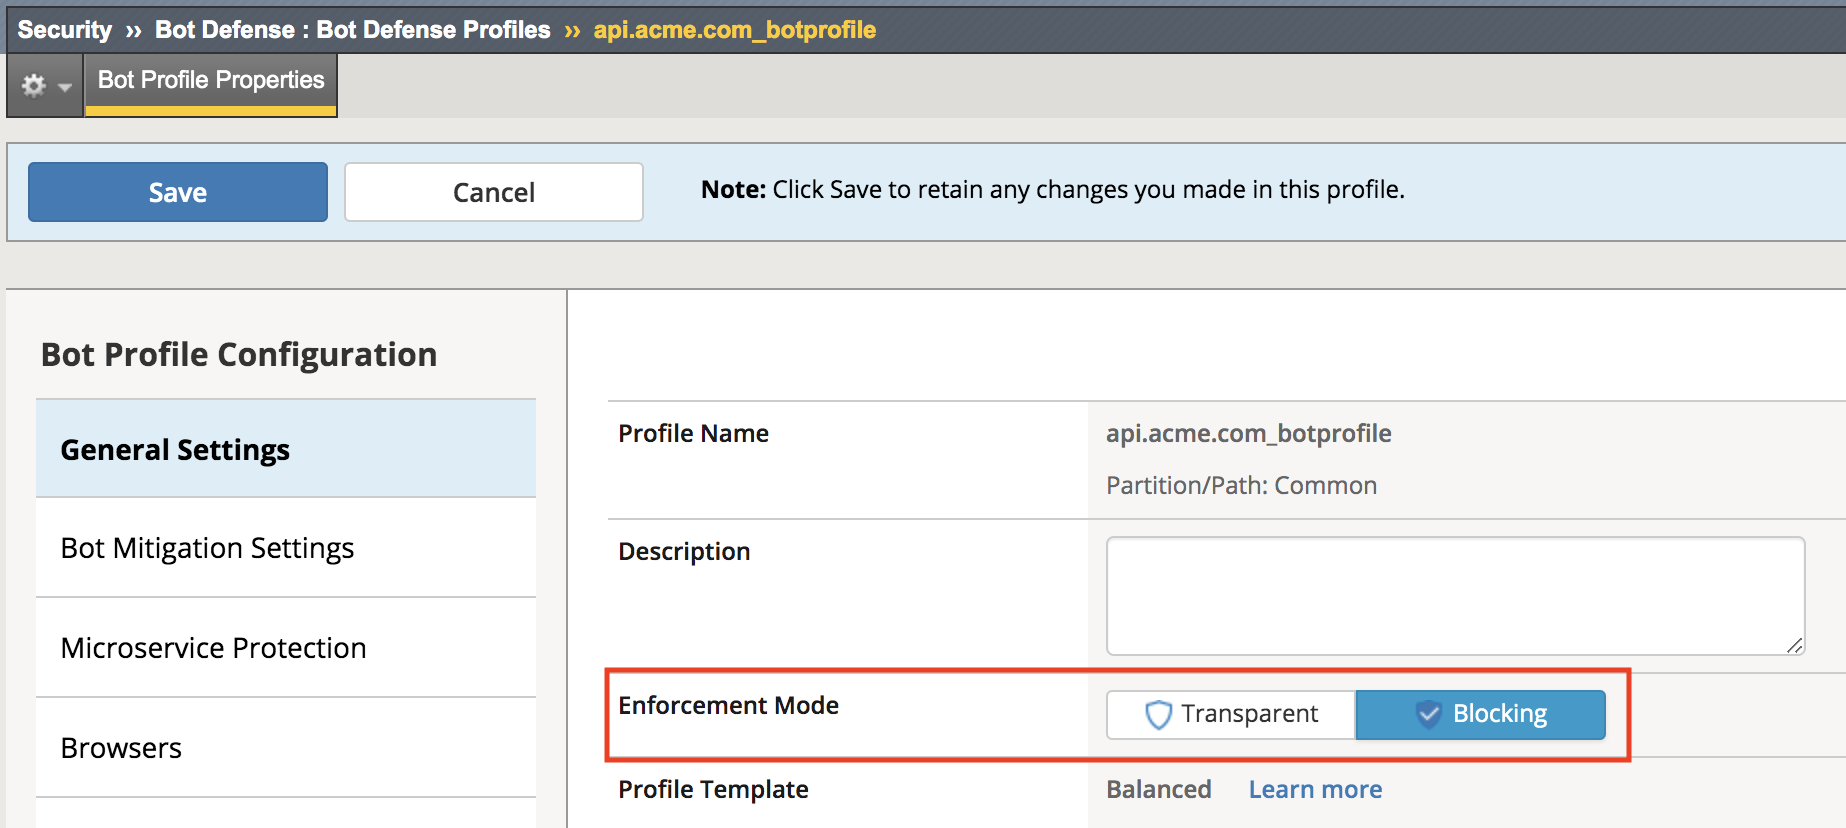 Security ›› Bot Defense : Bot Defense Profiles ›› api.acme.com_botprofile
Bot Profile Properties
Save
Cancel
Note: Click Save to retain any changes you made in this profile.
Bot Profile Configuration
General Settings
Bot Mitigation Settings
Microservice Protection
Browsers
Profile Name
api.acme.com_botprofile
Partition/Path: Common
Description
Enforcement Mode
Transparent
Blocking
Profile Template
Balanced
Learn more